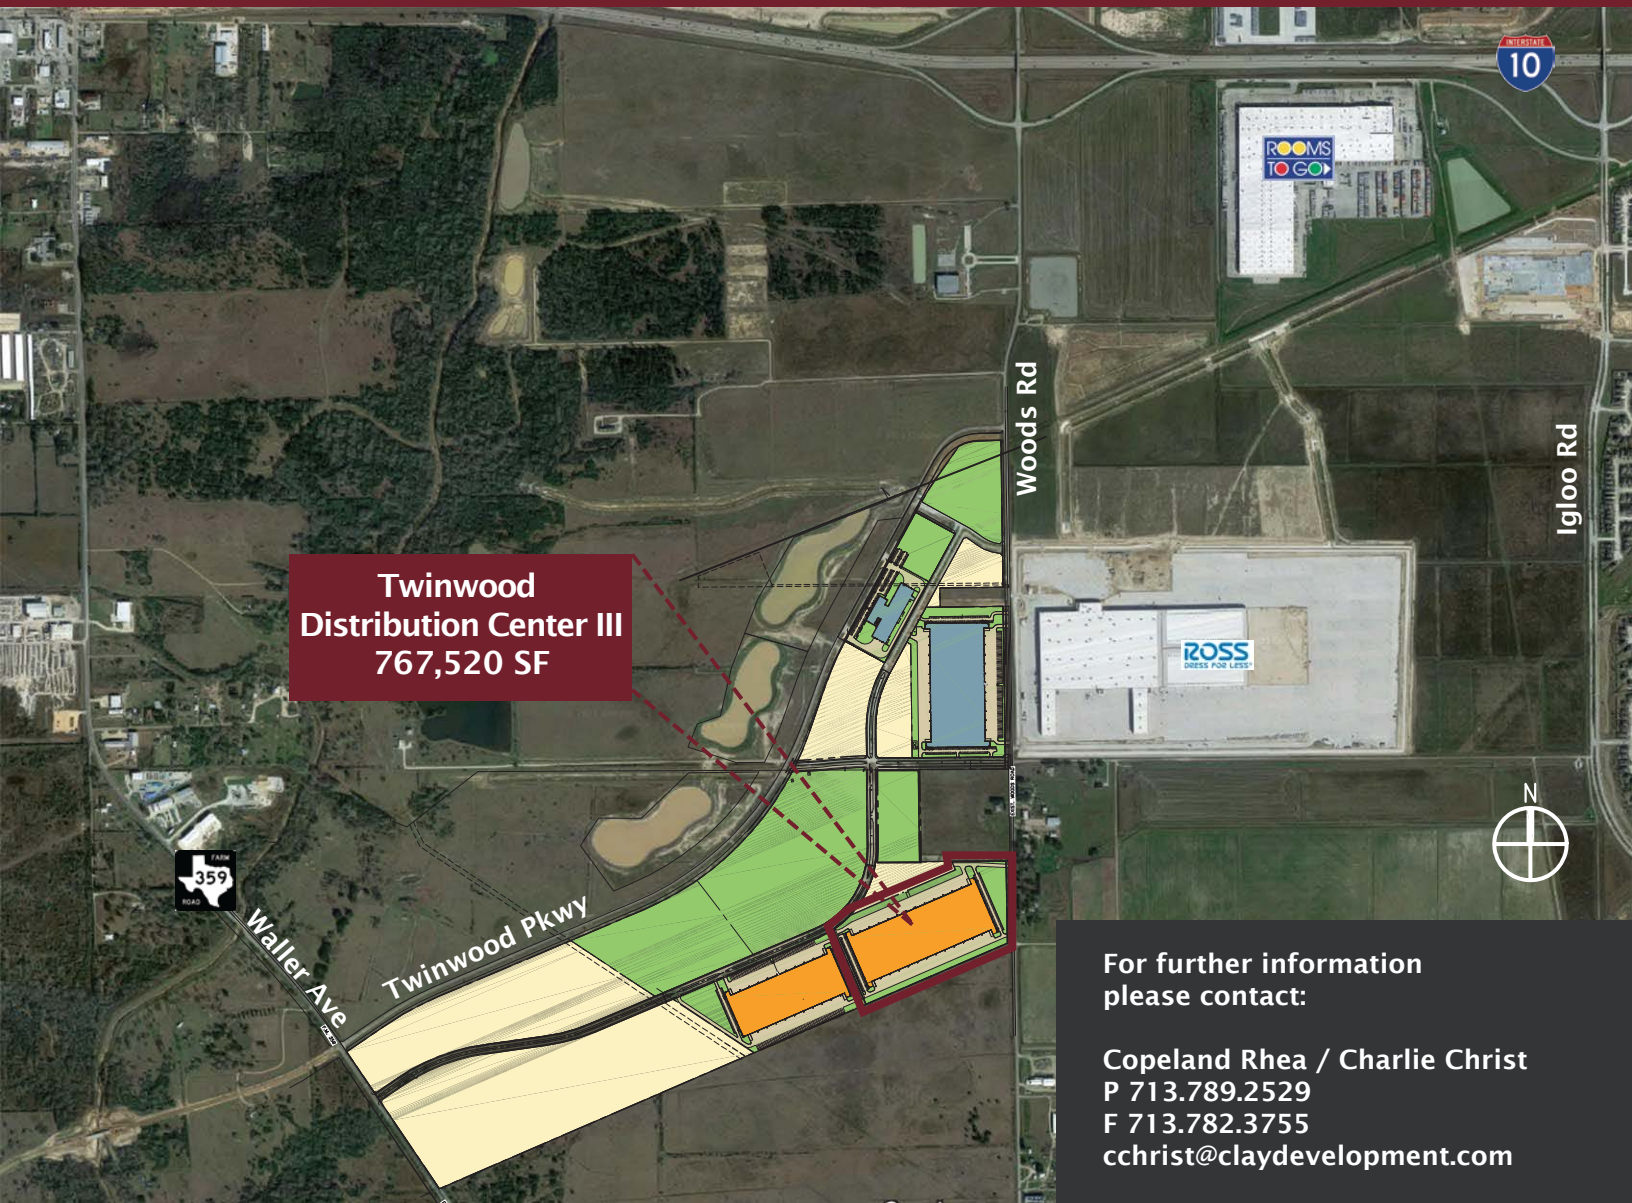 INTERSTATE
10
ROOMS
TO GO
Woods Rd
Igloo Rd
Twinwood
Distribution Center III
767,520 SF
ROSS
DRESS FOR LESS
N
FARM
359
ROAD
Waller Ave
Twinwood Pkwy
For further information
please contact:
Copeland Rhea / Charlie Christ
P 713.789.2529
F 713.782.3755
cchrist@claydevelopment.com